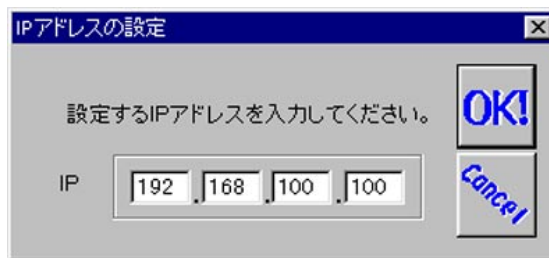 IPアドレスの設定
設定するIPアドレスを入力してください。
OK!
IP 192.168.100.100
Cancel